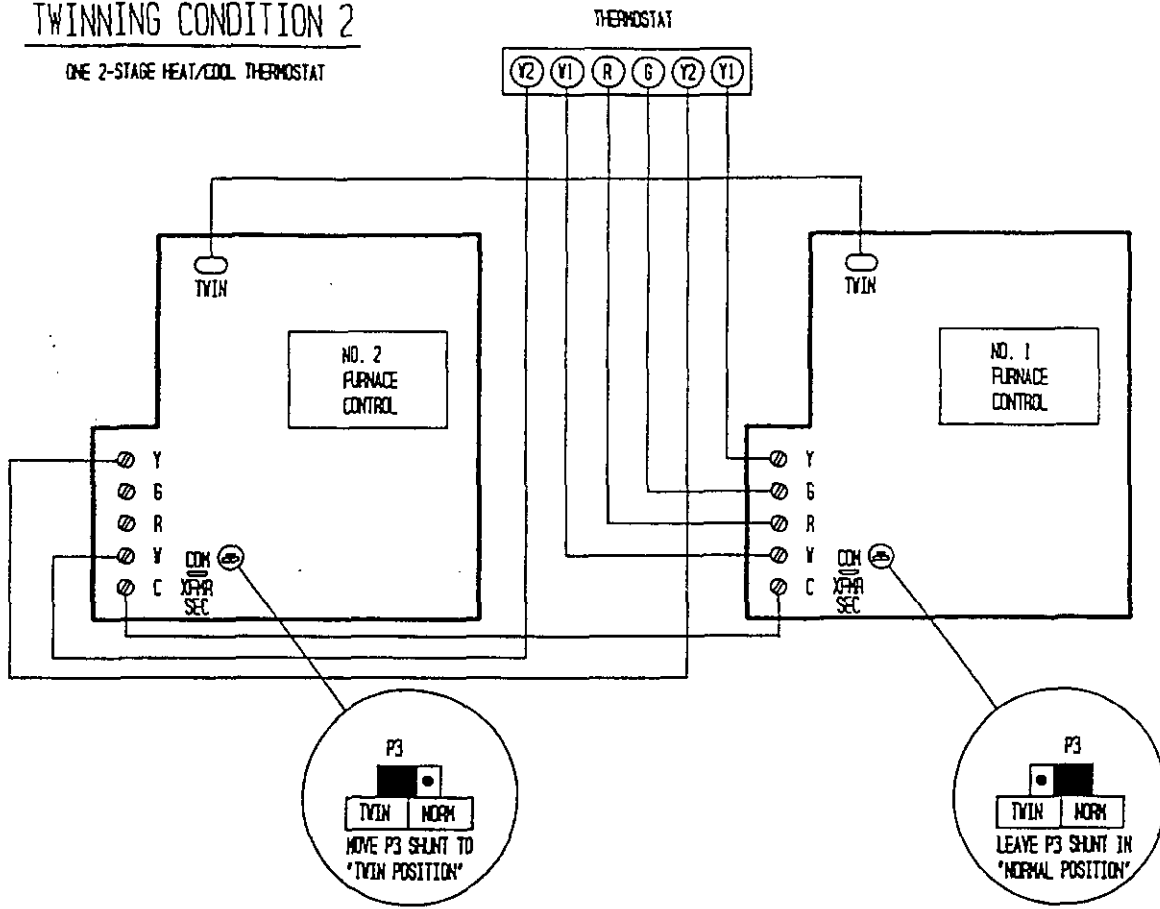 TWINNING CONDITION 2
ONE 2-STAGE HEAT/COOL THERMOSTAT
THERMOSTAT
W2 W1 R G Y2 Y1
TWIN
NO. 2
FURNACE
CONTROL
Y
G
R
W
C
COM
XFMR
SEC
TWIN
NO. 1
FURNACE
CONTROL
Y
G
R
W
C
COM
XFMR
SEC
P3
TWIN NORM
MOVE P3 SHUNT TO
"TWIN POSITION"
P3
TWIN NORM
LEAVE P3 SHUNT IN
"NORMAL POSITION"